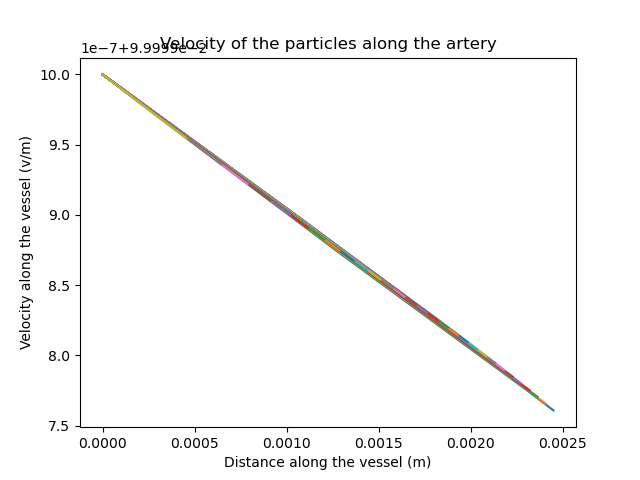 Velocity of the particles along the artery
1e−7+9.9999e−2
10.0
9.5
9.0
8.5
8.0
7.5
Velocity along the vessel (v/m)
0.0000 0.0005 0.0010 0.0015 0.0020 0.0025
Distance along the vessel (m)